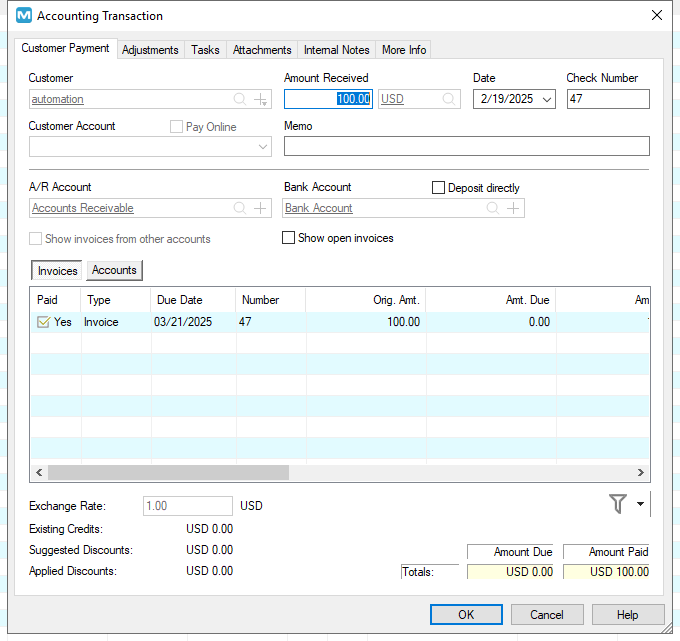 Accounting Transaction
Customer Payment Adjustments Tasks Attachments Internal Notes More Info
Customer Amount Received Date Check Number
automation 100.00 USD 2/19/2025 47
Customer Account Pay Online Memo
A/R Account Bank Account Deposit directly
Accounts Receivable Bank Account
Show invoices from other accounts Show open invoices
Invoices Accounts
Paid Type Due Date Number Orig. Amt. Amt. Due Am
Yes Invoice 03/21/2025 47 100.00 0.00
Exchange Rate: 1.00 USD
Existing Credits: USD 0.00
Suggested Discounts: USD 0.00 Amount Due Amount Paid
Applied Discounts: USD 0.00 Totals: USD 0.00 USD 100.00
OK Cancel Help